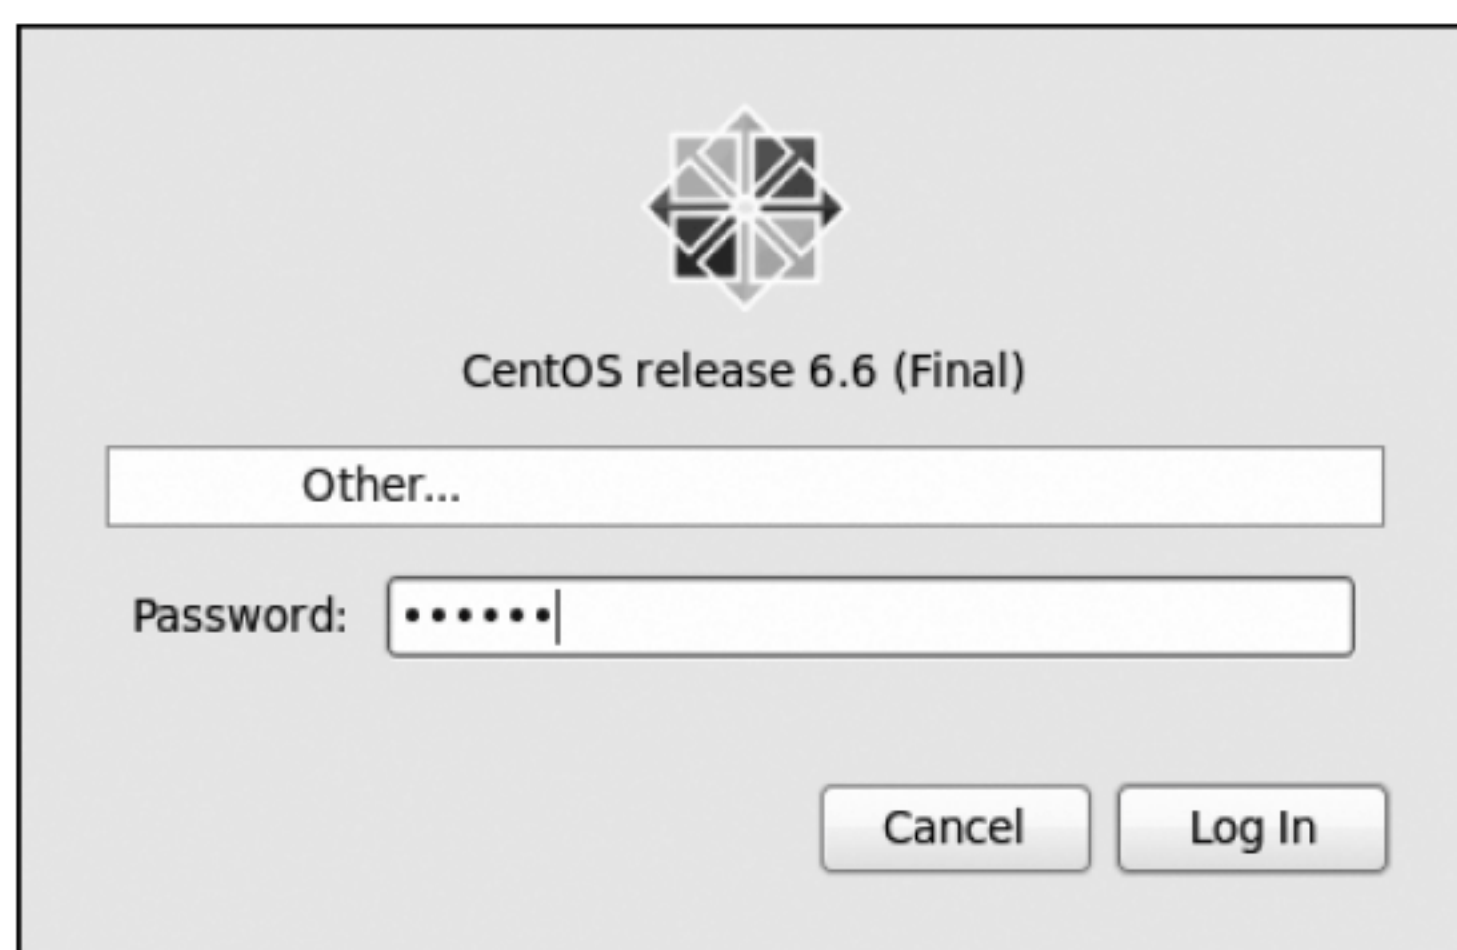 CentOS release 6.6 (Final)
Other...
Password: ••••••
Cancel Log In